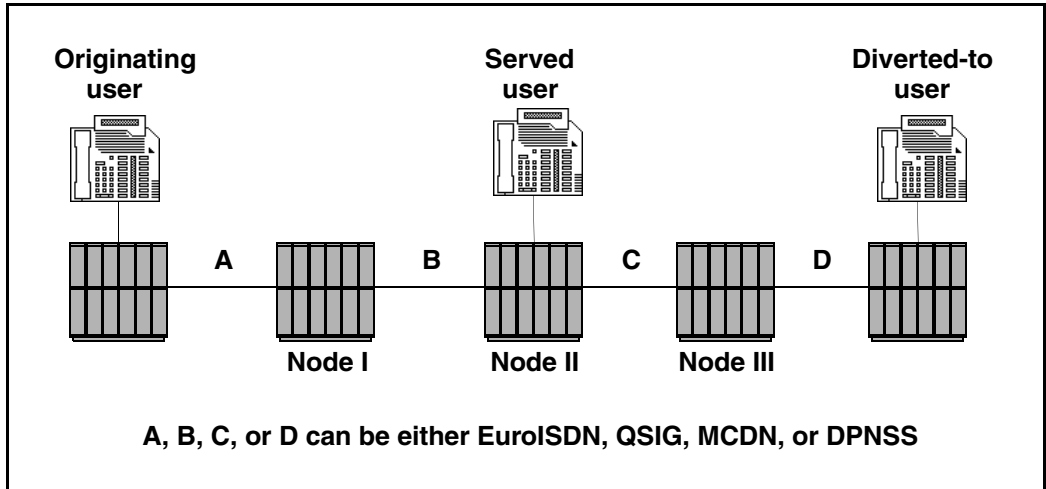 Originating
user
Served
user
Diverted-to
user
A
B
C
D
Node I
Node II
Node III
A, B, C, or D can be either EuroISDN, QSIG, MCDN, or DPNSS